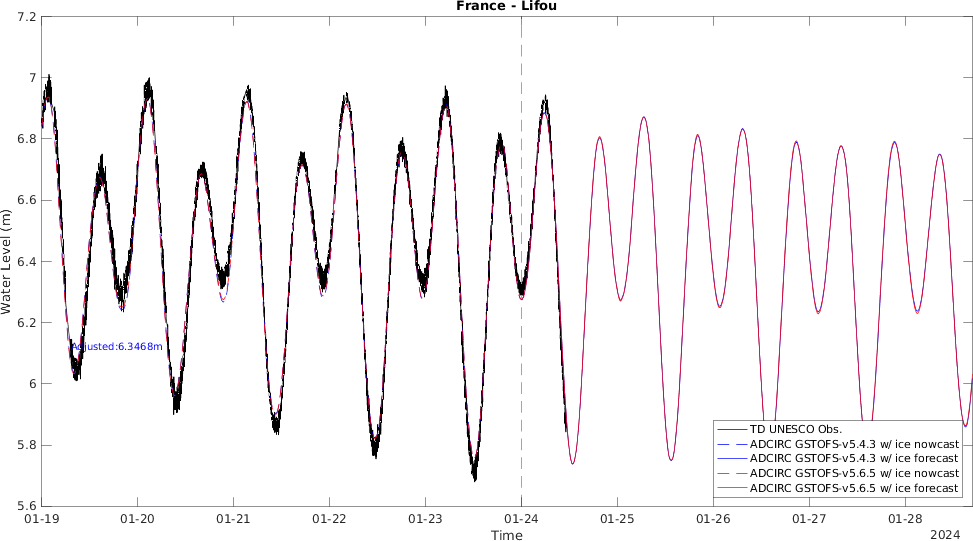 France - Lifou
7.2
7
6.8
6.6
6.4
6.2
6
5.8
5.6
Water Level (m)
Adjusted:6.3468m
TD UNESCO Obs.
ADCIRC GSTOFS-v5.4.3 w/ ice nowcast
ADCIRC GSTOFS-v5.4.3 w/ ice forecast
ADCIRC GSTOFS-v5.6.5 w/ ice nowcast
ADCIRC GSTOFS-v5.6.5 w/ ice forecast
01-19 01-20 01-21 01-22 01-23 01-24 01-25 01-26 01-27 01-28
Time
2024